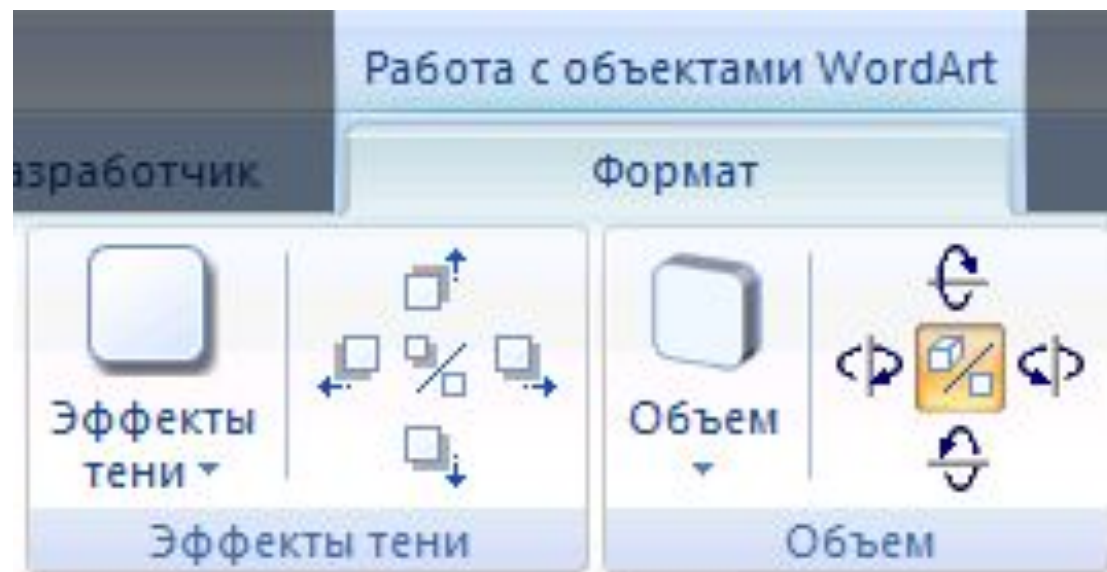 Работа с объектами WordArt
азработчик Формат
Эффекты
тени
Объем
Эффекты тени Объем